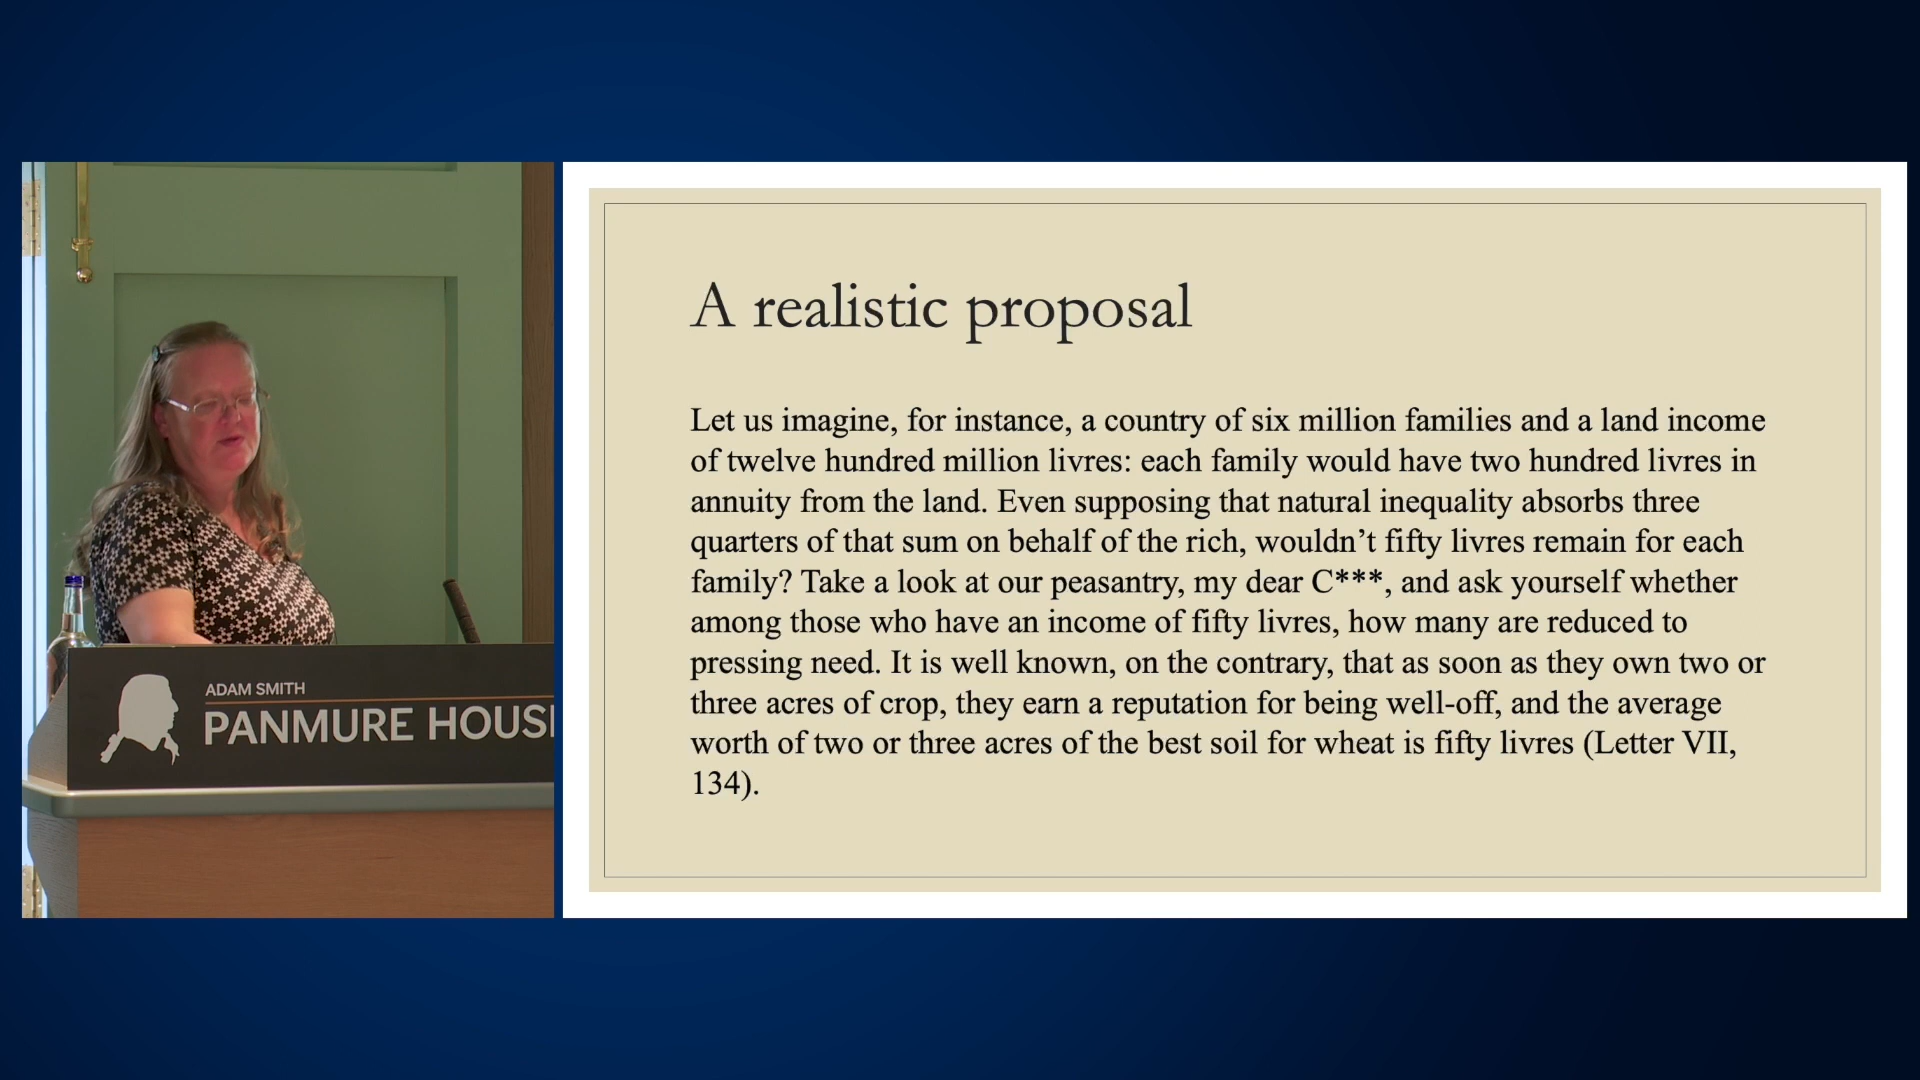 A realistic proposal
Let us imagine, for instance, a country of six million families and a land income
of twelve hundred million livres: each family would have two hundred livres in
annuity from the land. Even supposing that natural inequality absorbs three
quarters of that sum on behalf of the rich, wouldn’t fifty livres remain for each
family? Take a look at our peasantry, my dear C***, and ask yourself whether
among those who have an income of fifty livres, how many are reduced to
pressing need. It is well known, on the contrary, that as soon as they own two or
three acres of crop, they earn a reputation for being well-off, and the average
worth of two or three acres of the best soil for wheat is fifty livres (Letter VII,
134).
ADAM SMITH
PANMURE HOUS